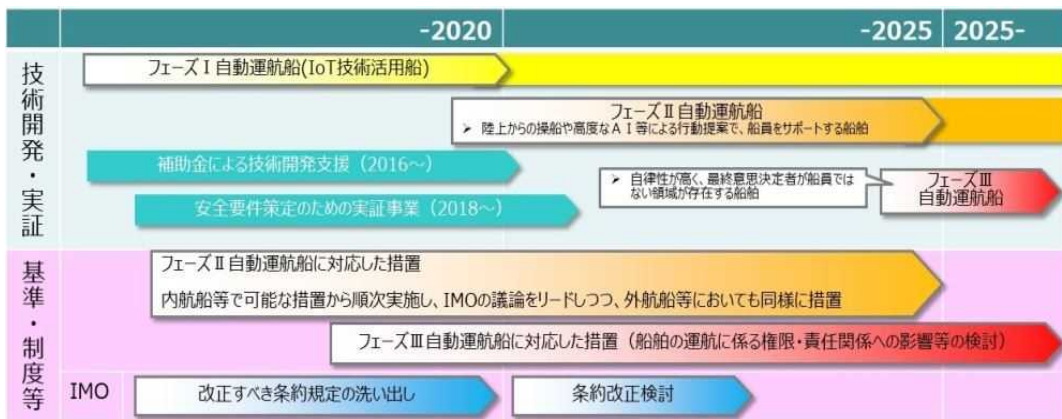 -2020
-2025
2025-
技術開発・実証
フェーズⅠ自動運航船(IoT技術活用船)
フェーズⅡ自動運航船
➢ 陸上からの操船や高度なAI等による行動提案で、船員をサポートする船舶
補助金による技術開発支援(2016~)
➢ 自律性が高く、最終意思決定者が船員では
ない領域が存在する船舶
フェーズⅢ
自動運航船
安全要件策定のための実証事業(2018~)
基準・制度等
フェーズⅡ自動運航船に対応した措置
内航船等で可能な措置から順次実施し、IMOの議論をリードしつつ、外航船等においても同様に措置
フェーズⅢ自動運航船に対応した措置(船舶の運航に係る権限・責任関係への影響等の検討)
IMO
改正すべき条約規定の洗い出し
条約改正検討